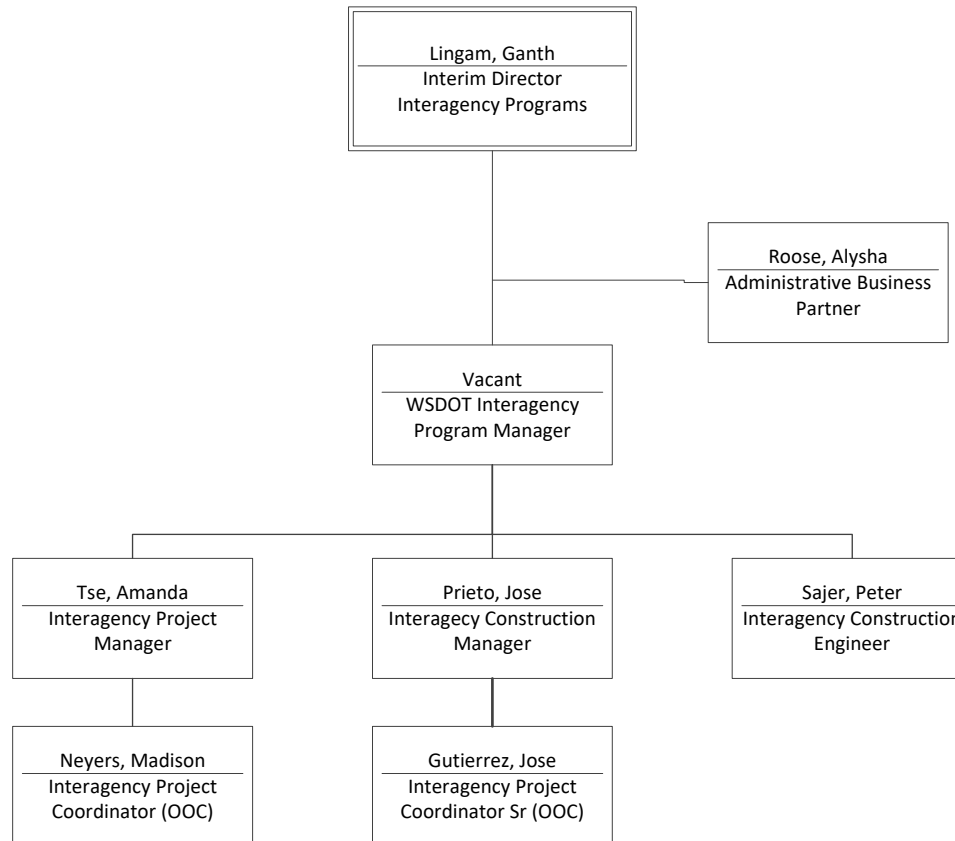 Lingam, Ganth
Interim Director
Interagency Programs
Roose, Alysha
Administrative Business
Partner
Vacant
WSDOT Interagency
Program Manager
Tse, Amanda
Interagency Project
Manager
Prieto, Jose
Interagecy Construction
Manager
Sajer, Peter
Interagency Construction
Engineer
Neyers, Madison
Interagency Project
Coordinator (OOC)
Gutierrez, Jose
Interagency Project
Coordinator Sr (OOC)